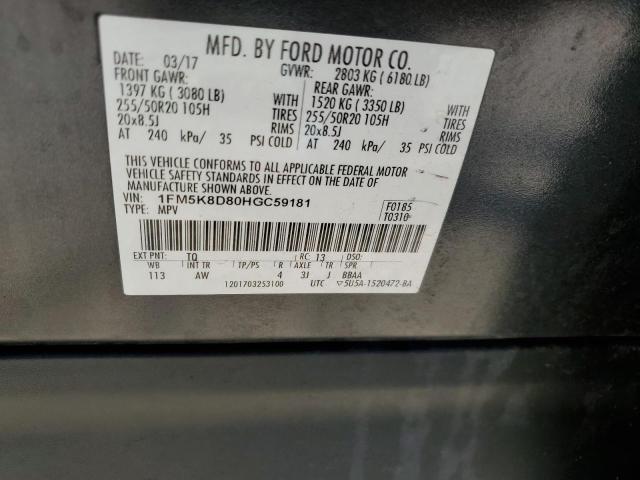 MFD. BY FORD MOTOR CO.
DATE: 03/17 GVWR: 2803 KG ( 6180 LB)
FRONT GAWR: REAR GAWR:
1397 KG ( 3080 LB) WITH 1520 KG ( 3350 LB) WITH
255/50R20 105H TIRES 255/50R20 105H TIRES
20x8.5J RIMS 20x8.5J RIMS
AT 240 kPa/ 35 PSI COLD AT 240 kPa/ 35 PSI COLD
THIS VEHICLE CONFORMS TO ALL APPLICABLE FEDERAL MOTOR
VEHICLE SAFETY STANDARDS IN EFFECT ON THE DATE OF
MANUFACTURE SHOWN ABOVE.
VIN: 1FM5K8D80HGC59181 F0185
TYPE: MPV T0310
EXT PNT: TQ RC: 13 DSO:
WB INT TR TP/PS R AXLE TR SPR
113 AW 4 3J J BBAA
1201703253100 UTC ▽5U5A-1520472-BA